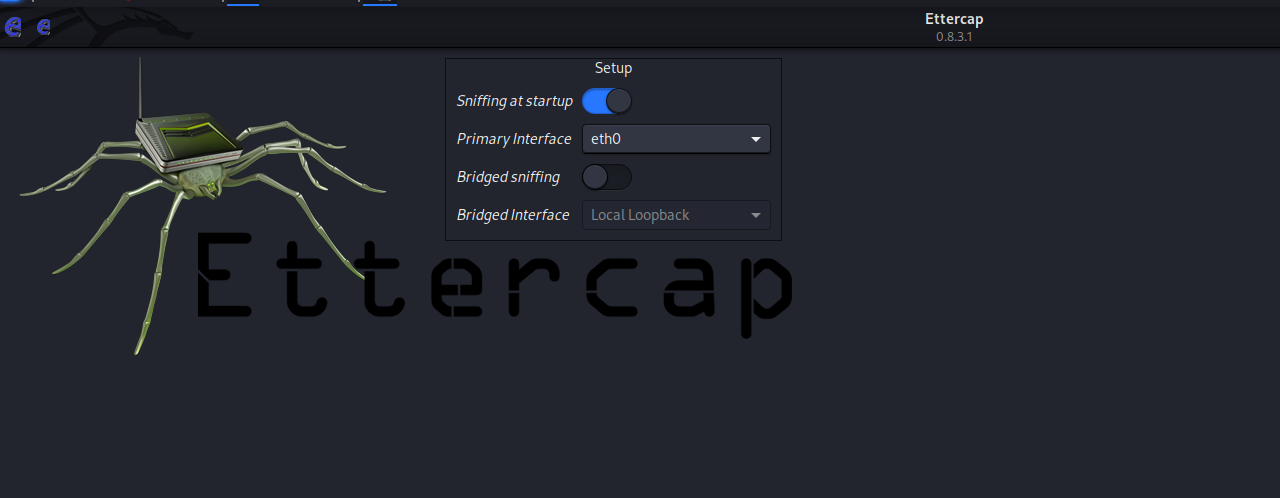 Ettercap
0.8.3.1
Setup
Sniffing at startup
Primary Interface eth0
Bridged sniffing
Bridged Interface Local Loopback
Ettercap